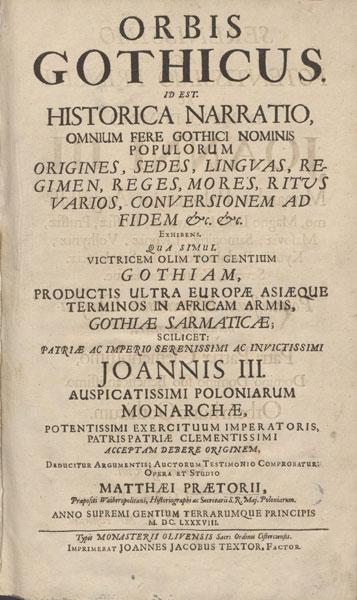 ORBIS
GOTHICUS.
ID EST.
HISTORICA NARRATIO,
OMNIUM FERE GOTHICI NOMINIS
POPULORUM
ORIGINES, SEDES, LINGVAS, RE-
GIMEN, REGES, MORES, RITVS
VARIOS, CONVERSIONEM AD
FIDEM &c. &c.
EXHIBENS.
QUA SIMUL
VICTRICEM OLIM TOT GENTIUM
GOTHIAM,
PRODUCTIS ULTRA EUROPÆ ASIÆQUE
TERMINOS IN AFRICAM ARMIS,
GOTHIÆ SARMATICÆ;
SCILICET:
PATRIÆ AC IMPERIO SERENISSIMI AC INVICTISSIMI
JOANNIS III.
AUSPICATISSIMI POLONIARUM
MONARCHÆ,
POTENTISSIMI EXERCITUUM IMPERATORIS,
PATRIS PATRIÆ CLEMENTISSIMI
ACCEPTAM DEBERE ORIGINEM,
DEDUCITUR ARGUMENTIS; AUCTORUM TESTIMONIO COMPROBATUR:
OPERA ET STUDIO
MATTHÆI PRÆTORII,
Præpositi Weiheropolitani, Historiographi ac Secretarii S. R. Maj. Poloniarum.
ANNO SUPREMI GENTIUM TERRARUMQUE PRINCIPIS
M. DC. LXXXVIII.
Typis MONASTERII OLIVENSIS Sacri Ordinis Cisterciensis.
IMPRIMEBAT JOANNES JACOBUS TEXTOR, FACTOR.